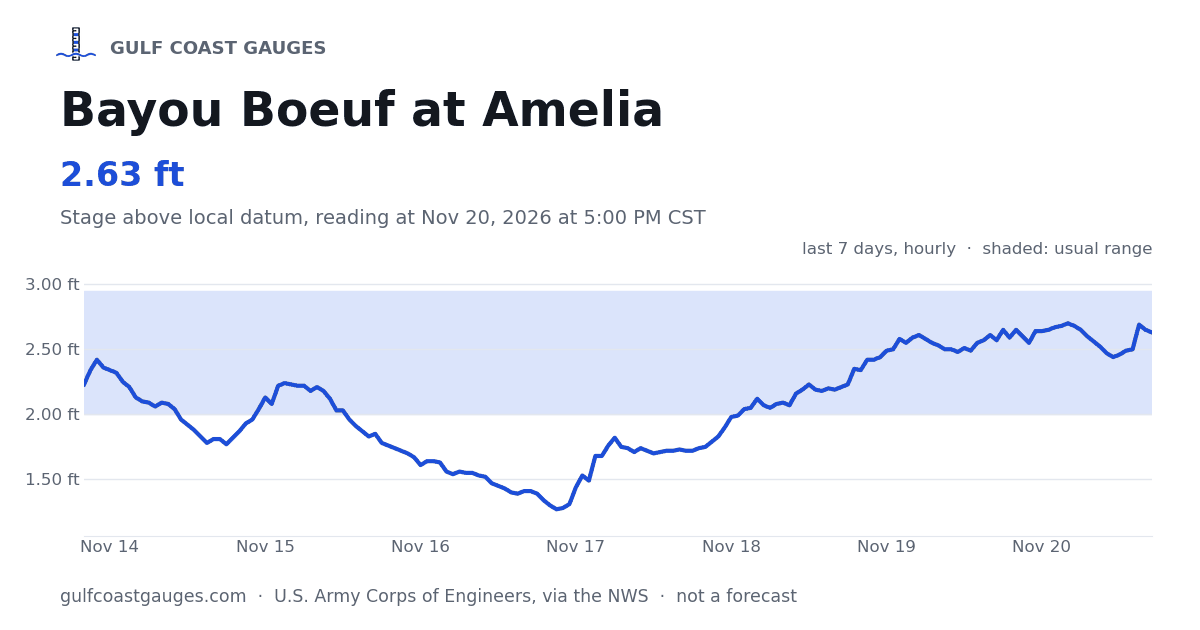 GULF COAST GAUGES
Bayou Boeuf at Amelia
2.63 ft
Stage above local datum, reading at Nov 20, 2026 at 5:00 PM CST
last 7 days, hourly · shaded: usual range
3.00 ft
2.50 ft
2.00 ft
1.50 ft
Nov 14 Nov 15 Nov 16 Nov 17 Nov 18 Nov 19 Nov 20
gulfcoastgauges.com · U.S. Army Corps of Engineers, via the NWS · not a forecast